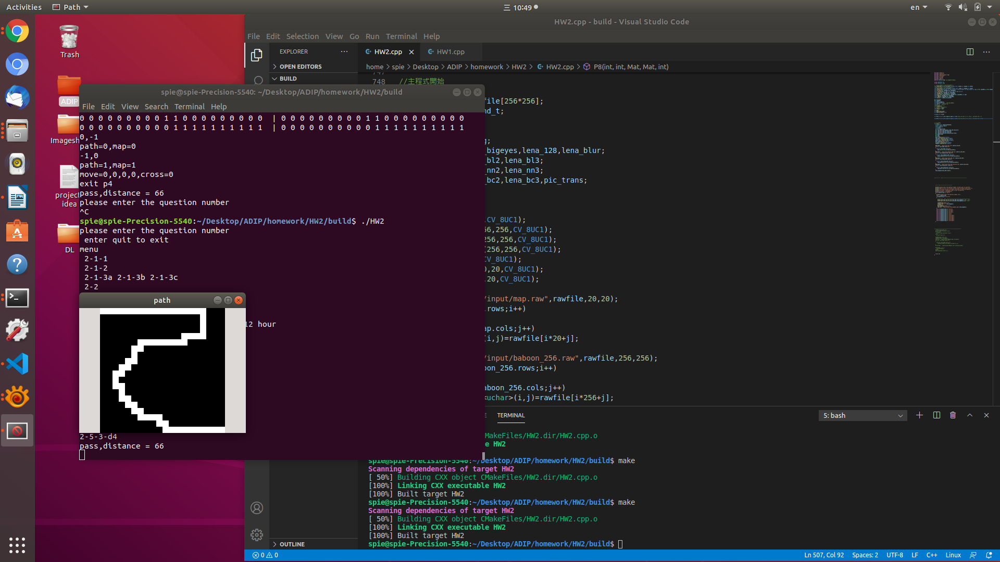 Activities
Path
三 10:49
en
HW2.cpp - build - Visual Studio Code
File Edit Selection View Go Run Terminal Help
Trash
ADIP
Imagesh
project
idea
DL
EXPLORER
OPEN EDITORS
BUILD
OUTLINE
HW2.cpp
HW1.cpp
home > spie > Desktop > ADIP > homework > HW2 > HW2.cpp > P8(int, int, Mat, Mat, int)
748 //主程式開始
file[256*256];
nd_t;
g;
_bigeyes,lena_128,lena_blur;
_bl2,lena_bl3;
_nn2,lena_nn3;
_bc2,lena_bc3,pic_trans;
,CV_8UC1);
56,256,CV_8UC1);
256,256,CV_8UC1);
(256,256,CV_8UC1);
CV_8UC1);
0,20,CV_8UC1);
,20,CV_8UC1);
/input/map.raw",rawfile,20,20);
.rows;i++)
ap.cols;j++)
(i,j)=rawfile[i*20+j];
/input/baboon_256.raw",rawfile,256,256);
oon_256.rows;i++)
aboon_256.cols;j++)
<uchar>(i,j)=rawfile[i*256+j];
spie@spie-Precision-5540: ~/Desktop/ADIP/homework/HW2/build
File Edit View Search Terminal Help
0 0 0 0 0 0 0 0 0 1 1 0 0 0 0 0 0 0 0 0 | 0 0 0 0 0 0 0 0 0 1 1 0 0 0 0 0 0 0 0 0
0 0 0 0 0 0 0 0 0 0 1 1 1 1 1 1 1 1 1 1 | 0 0 0 0 0 0 0 0 0 0 1 1 1 1 1 1 1 1 1 1
0,-1
path=0,map=0
-1,0
path=1,map=1
move=0,0,0,0,cross=0
exit p4
pass,distance = 66
please enter the question number
^C
spie@spie-Precision-5540:~/Desktop/ADIP/homework/HW2/build$ ./HW2
please enter the question number
enter quit to exit
menu
2-1-1
2-1-2
2-1-3a 2-1-3b 2-1-3c
2-2
path
12 hour
2-5-3-d4
pass,distance = 66
TERMINAL
5: bash
MakeFiles/HW2.dir/HW2.cpp.o
e HW2
spie@spie-Precision-5540:~/Desktop/ADIP/homework/HW2/build$ make
Scanning dependencies of target HW2
[ 50%] Building CXX object CMakeFiles/HW2.dir/HW2.cpp.o
[100%] Linking CXX executable HW2
[100%] Built target HW2
spie@spie-Precision-5540:~/Desktop/ADIP/homework/HW2/build$ make
Scanning dependencies of target HW2
[ 50%] Building CXX object CMakeFiles/HW2.dir/HW2.cpp.o
[100%] Linking CXX executable HW2
[100%] Built target HW2
spie@spie-Precision-5540:~/Desktop/ADIP/homework/HW2/build$
0 0
Ln 507, Col 92 Spaces: 2 UTF-8 LF C++ Linux